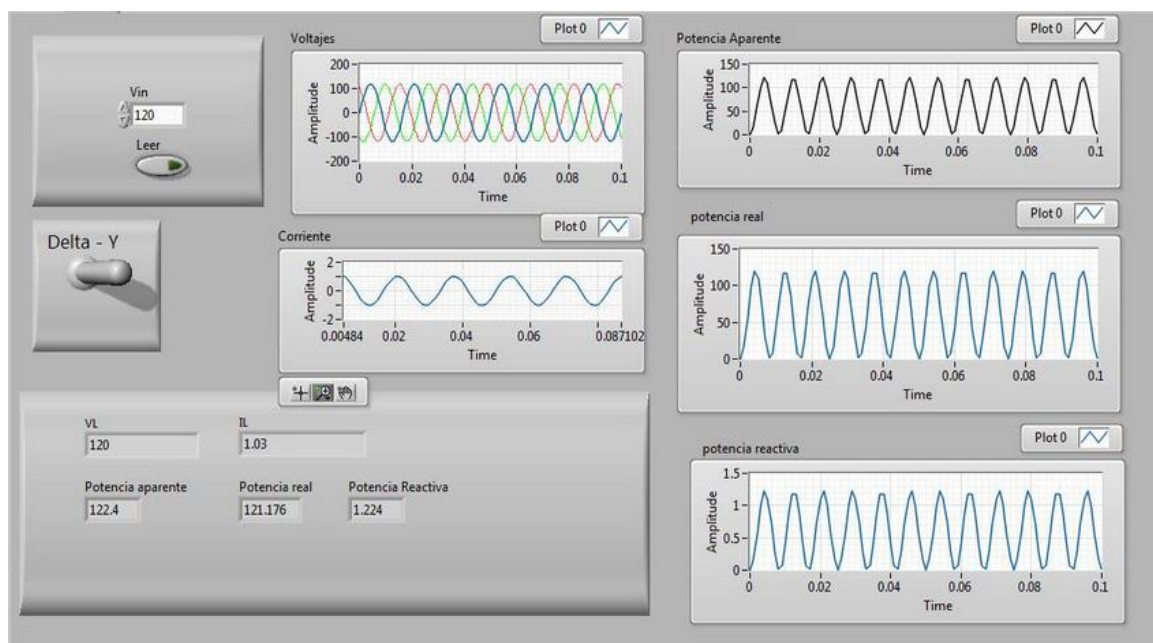 Vin
120
Leer
Delta - Y
Voltajes
Plot 0
Amplitude
200
100
0
-100
-200
0 0.02 0.04 0.06 0.08 0.1
Time
Corriente
Plot 0
Amplitude
2
0
-2
0.00484 0.02 0.04 0.06 0.087102
Time
VL
120
IL
1.03
Potencia aparente
122.4
Potencia real
121.176
Potencia Reactiva
1.224
Potencia Aparente
Plot 0
Amplitude
150
100
50
0
0 0.02 0.04 0.06 0.08 0.1
Time
potencia real
Plot 0
Amplitude
150
100
50
0
0 0.02 0.04 0.06 0.08 0.1
Time
potencia reactiva
Plot 0
Amplitude
1.5
1
0.5
0
0 0.02 0.04 0.06 0.08 0.1
Time